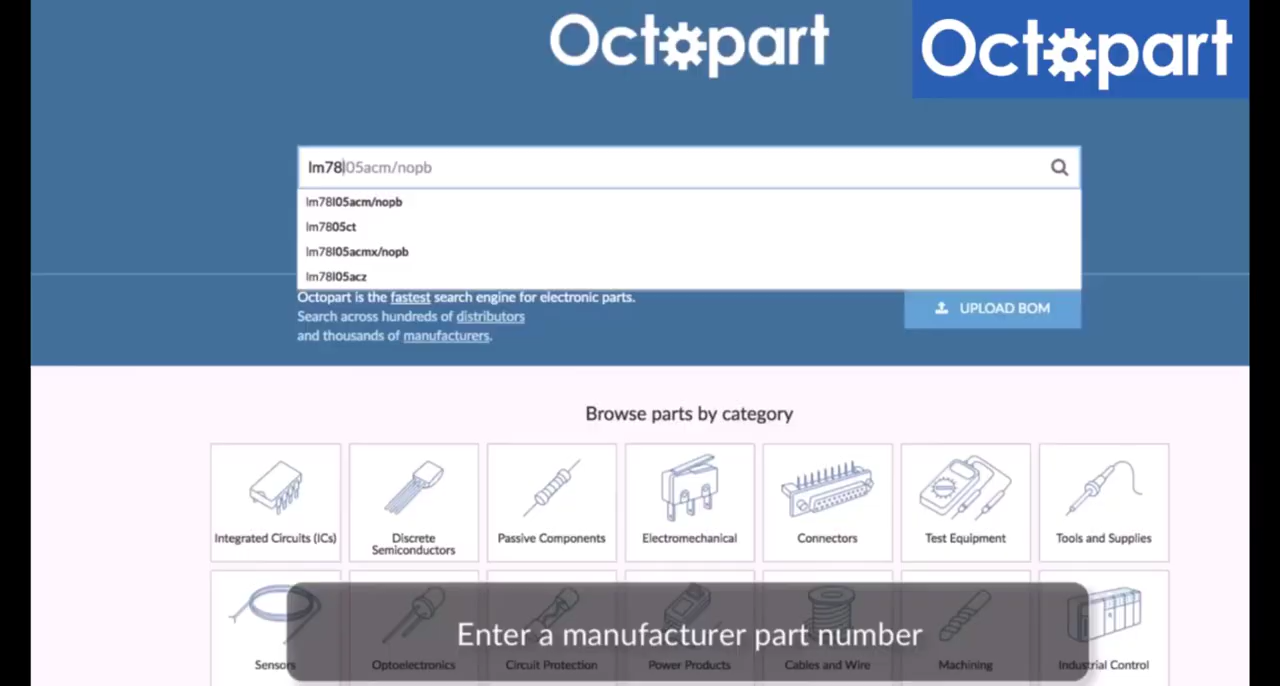 Octopart
Octopart
lm78l05acm/nopb
lm78l05acm/nopb
lm7805ct
lm78l05acmx/nopb
lm78l05acz
Octopart is the fastest search engine for electronic parts.
Search across hundreds of distributors
and thousands of manufacturers.
UPLOAD BOM
Browse parts by category
Integrated Circuits (ICs)
Discrete
Semiconductors
Passive Components
Electromechanical
Connectors
Test Equipment
Tools and Supplies
Enter a manufacturer part number
Sensors
Optoelectronics
Circuit Protection
Power Products
Cables and Wire
Machining
Industrial Control